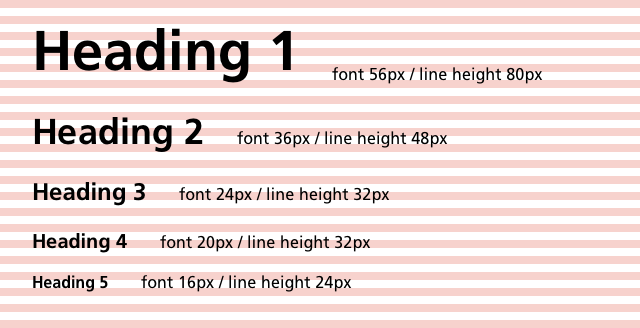 Heading 1 font 56px / line height 80px
Heading 2 font 36px / line height 48px
Heading 3 font 24px / line height 32px
Heading 4 font 20px / line height 32px
Heading 5 font 16px / line height 24px